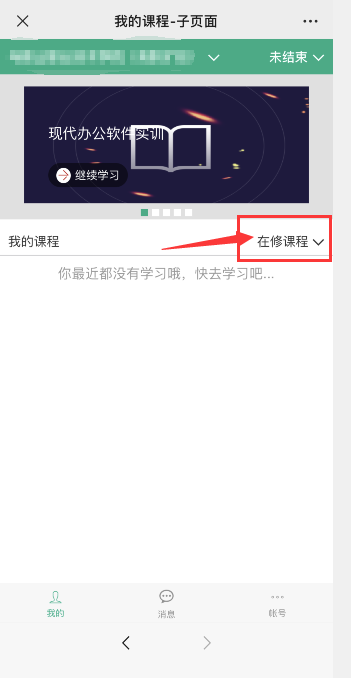 我的课程-子页面
未结束
现代办公软件实训
继续学习
我的课程
在修课程
你最近都没有学习哦，快去学习吧...
我的
消息
帐号